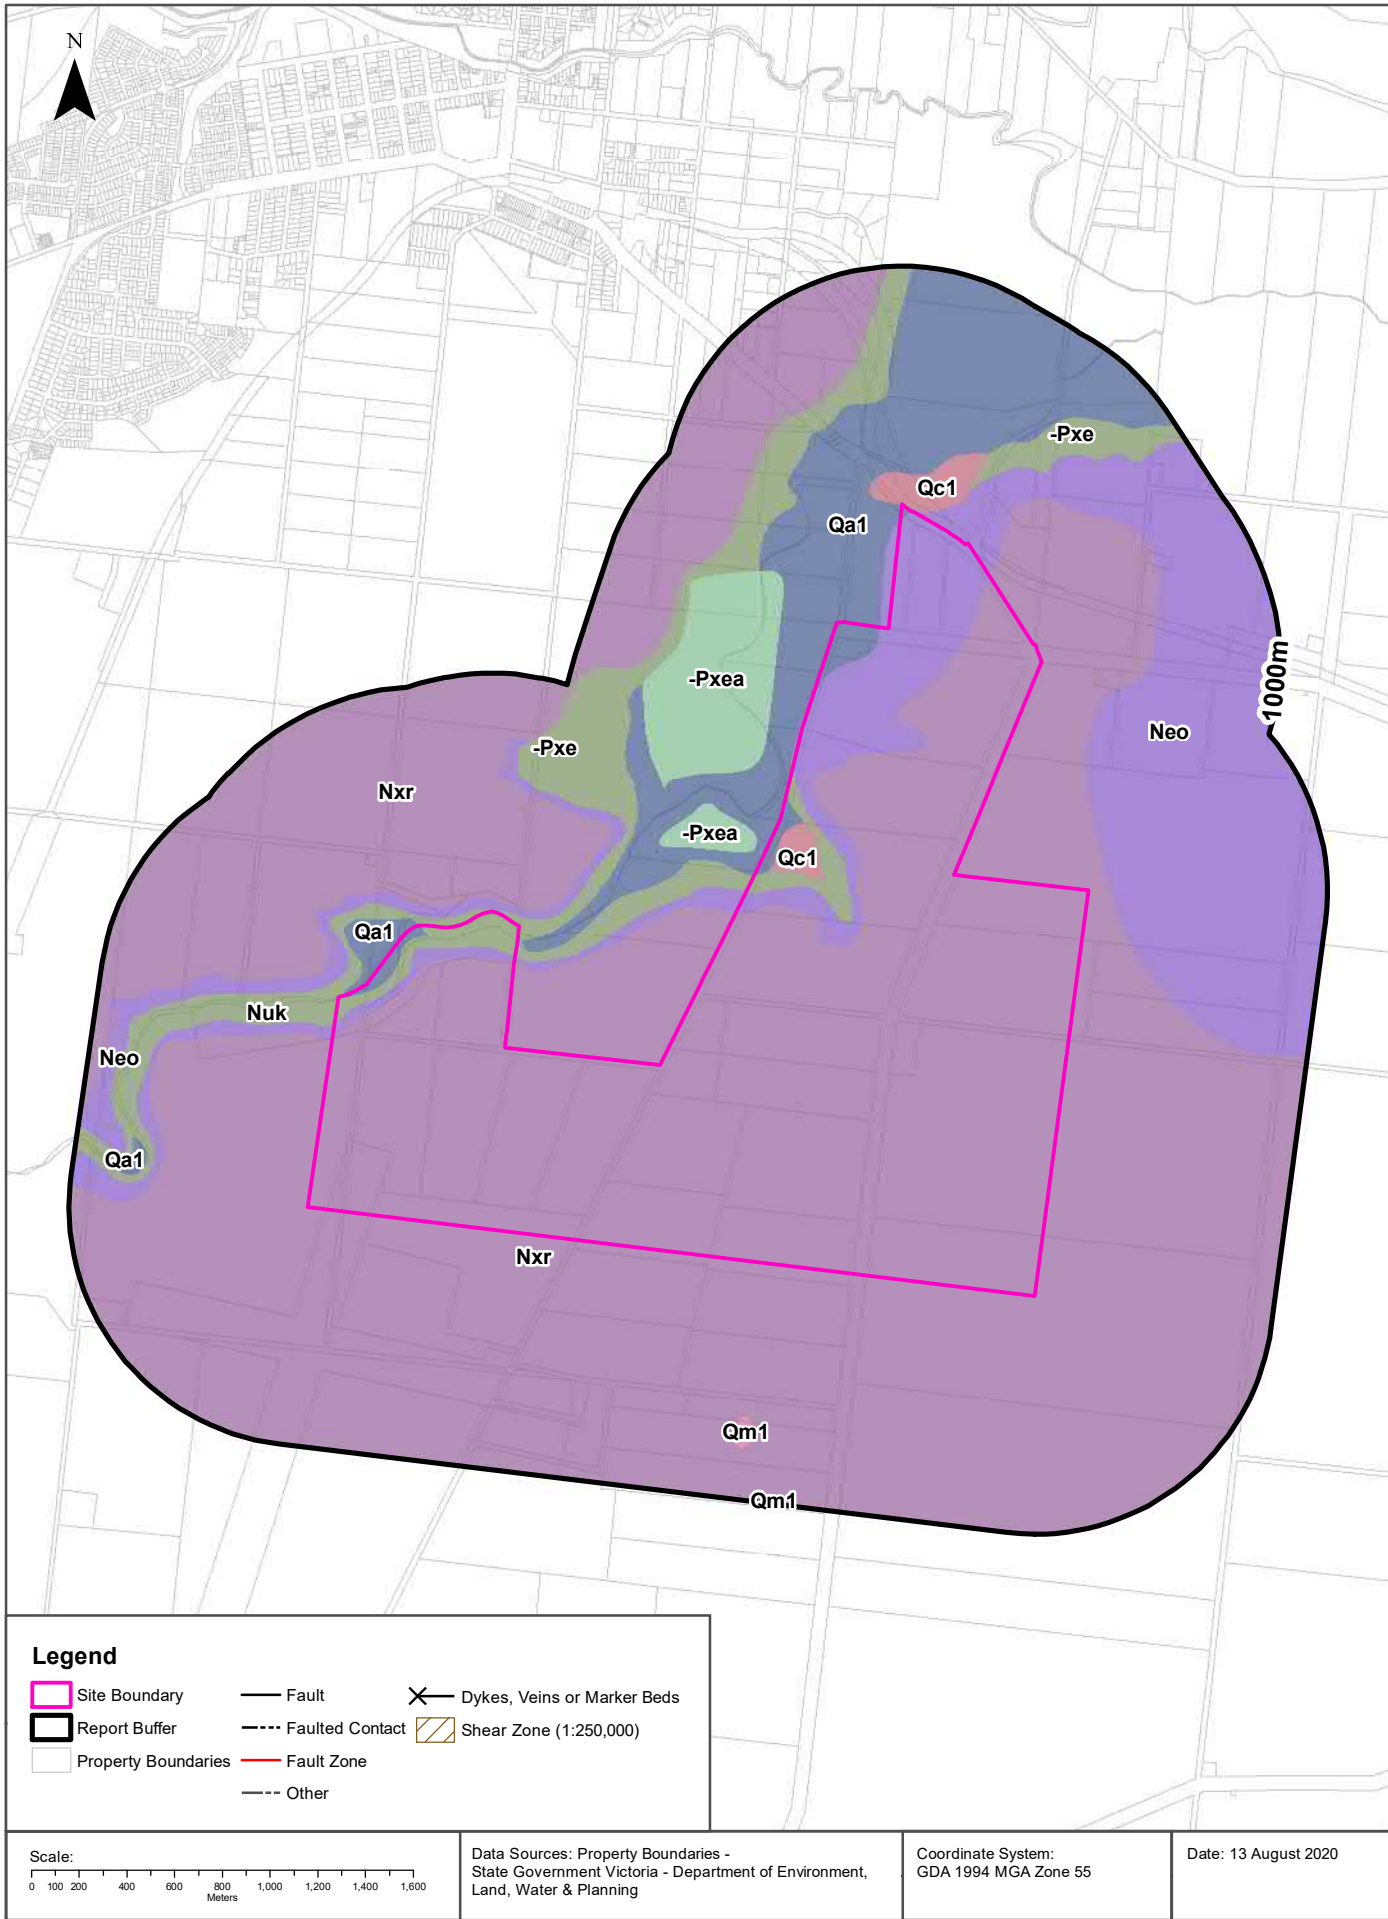 N
-Pxe
Qc1
Qa1
-Pxea
1000m
Neo
-Pxe
Nxr
-Pxea
Qc1
Qa1
Nuk
Neo
Qa1
Nxr
Qm1
Qm1
Legend
Site Boundary
Report Buffer
Property Boundaries
Fault
Faulted Contact
Fault Zone
Other
Dykes, Veins or Marker Beds
Shear Zone (1:250,000)
Scale:
0 100 200 400 600 800 1,000 1,200 1,400 1,600
Meters
Data Sources: Property Boundaries -
State Government Victoria - Department of Environment,
Land, Water & Planning
Coordinate System:
GDA 1994 MGA Zone 55
Date: 13 August 2020